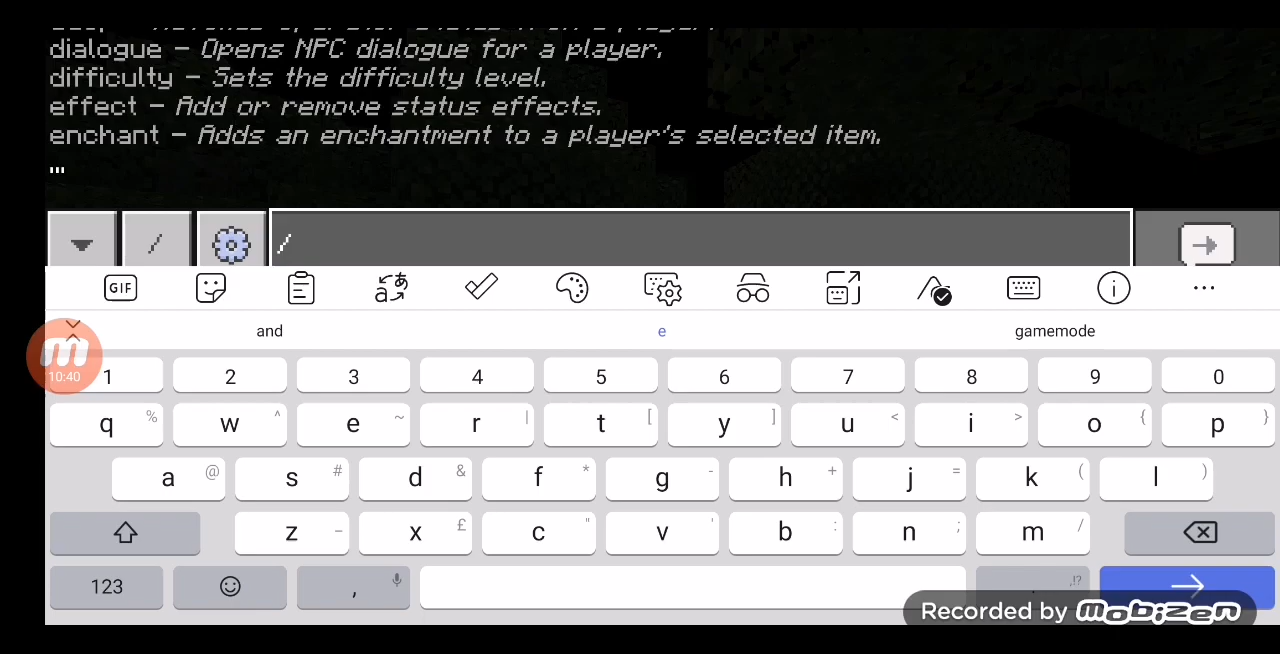 dialogue – Opens NPC dialogue for a player.
difficulty – Sets the difficulty level.
effect – Add or remove status effects.
enchant – Adds an enchantment to a player's selected item.
...
/ /
GIF
and e gamemode
10:40
1 2 3 4 5 6 7 8 9 0
q % w ^ e ~ r | t [ y ] u < i > o { p }
a @ s # d & f * g - h + j = k ( l )
z – x £ c " v ' b : n ; m /
123 , . ,!?
Recorded by mobizen